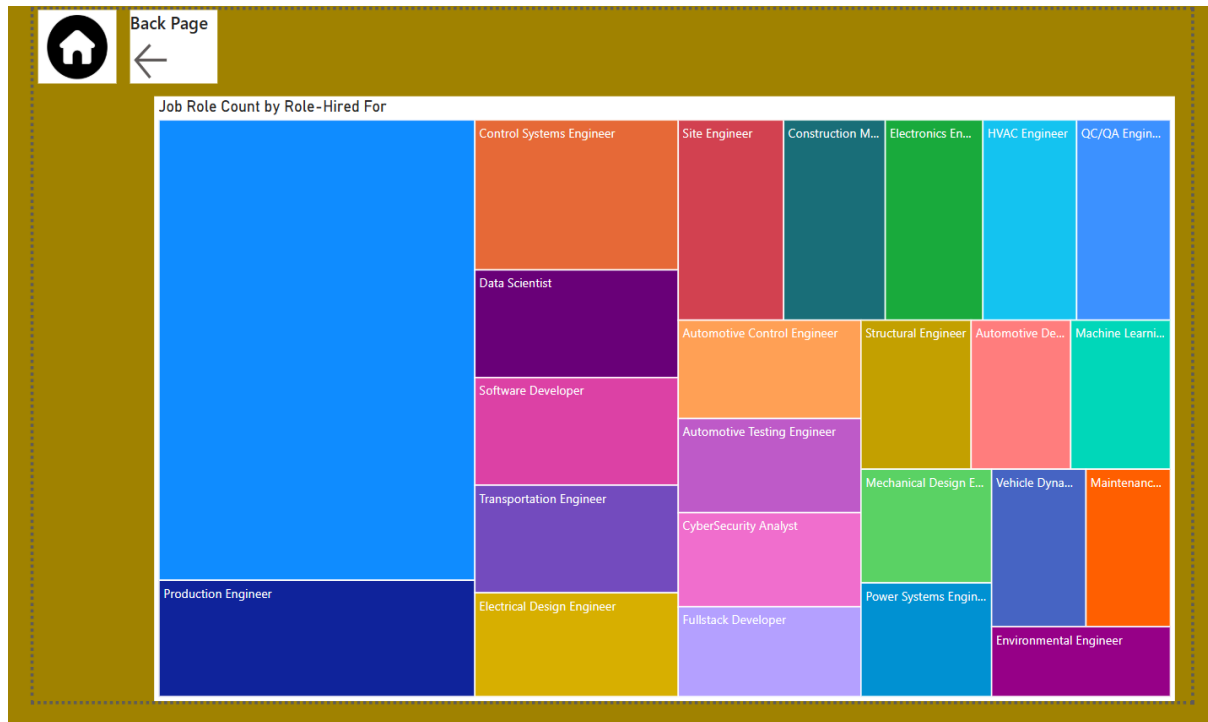 Back Page
Job Role Count by Role-Hired For
Control Systems Engineer
Site Engineer
Construction M...
Electronics En...
HVAC Engineer
QC/QA Engin...
Data Scientist
Automotive Control Engineer
Structural Engineer
Automotive De...
Machine Learni...
Software Developer
Automotive Testing Engineer
Mechanical Design E...
Vehicle Dyna...
Maintenanc...
Transportation Engineer
CyberSecurity Analyst
Production Engineer
Electrical Design Engineer
Power Systems Engin...
Fullstack Developer
Environmental Engineer